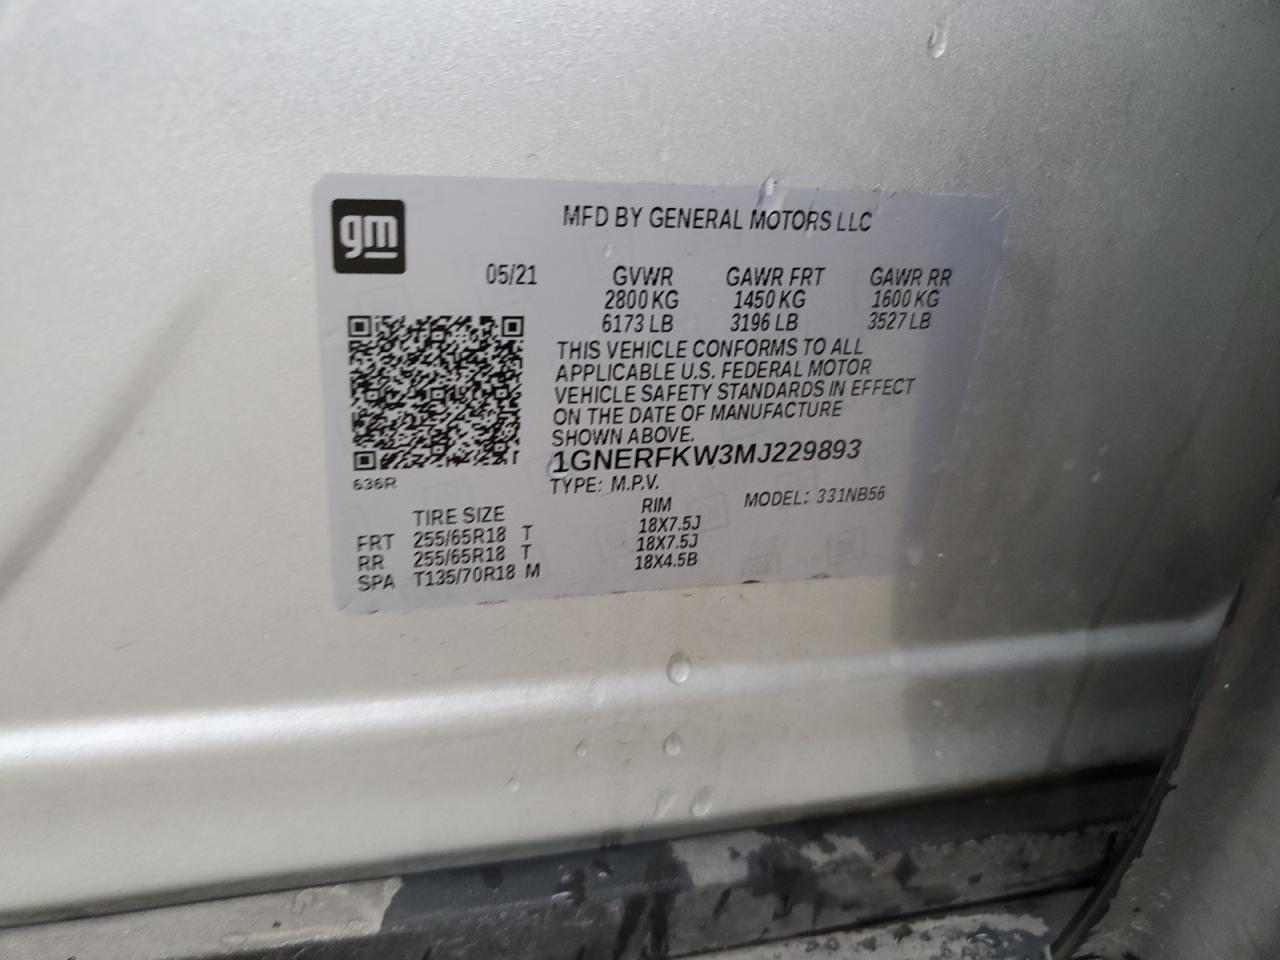 gm
MFD BY GENERAL MOTORS LLC
05/21 GVWR GAWR FRT GAWR RR
2800 KG 1450 KG 1600 KG
6173 LB 3196 LB 3527 LB
THIS VEHICLE CONFORMS TO ALL
APPLICABLE U.S. FEDERAL MOTOR
VEHICLE SAFETY STANDARDS IN EFFECT
ON THE DATE OF MANUFACTURE
SHOWN ABOVE.
1GNERFKW3MJ229893
636R
TYPE: M.P.V. MODEL: 331NB56
TIRE SIZE RIM
FRT 255/65R18 T 18X7.5J
RR 255/65R18 T 18X7.5J
SPA T135/70R18 M 18X4.5B